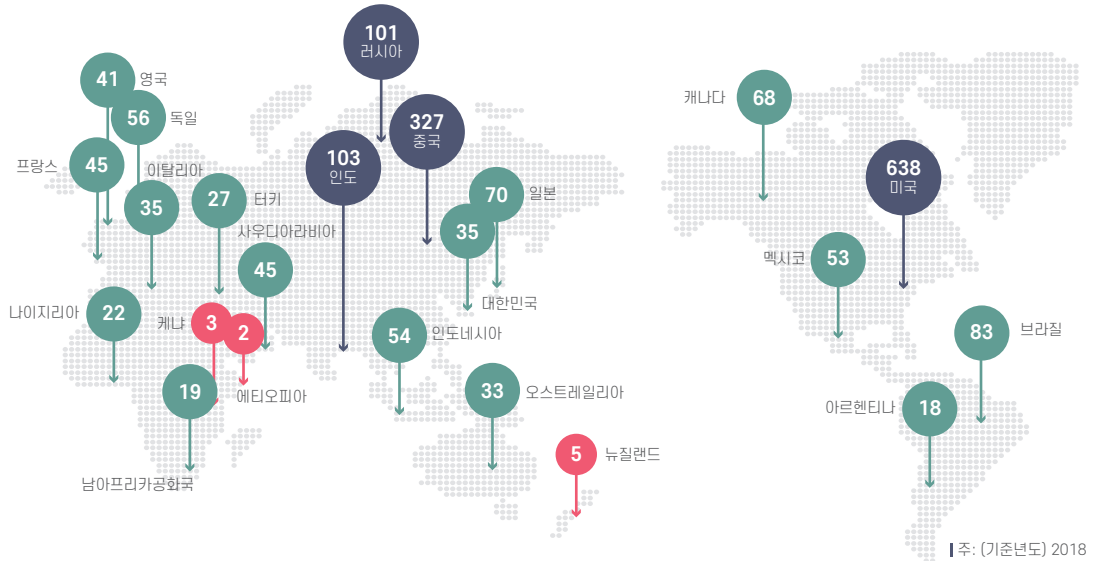 101
러시아
41
영국
56
독일
327
중국
프랑스
45
103
인도
이탈리아
35
27
터키
70
일본
35
사우디아라비아
45
대한민국
나이지리아
22
케냐
3
2
54
인도네시아
19
에티오피아
33
오스트레일리아
5
뉴질랜드
남아프리카공화국
캐나다
68
638
미국
멕시코
53
83
브라질
아르헨티나
18
주: (기준년도) 2018